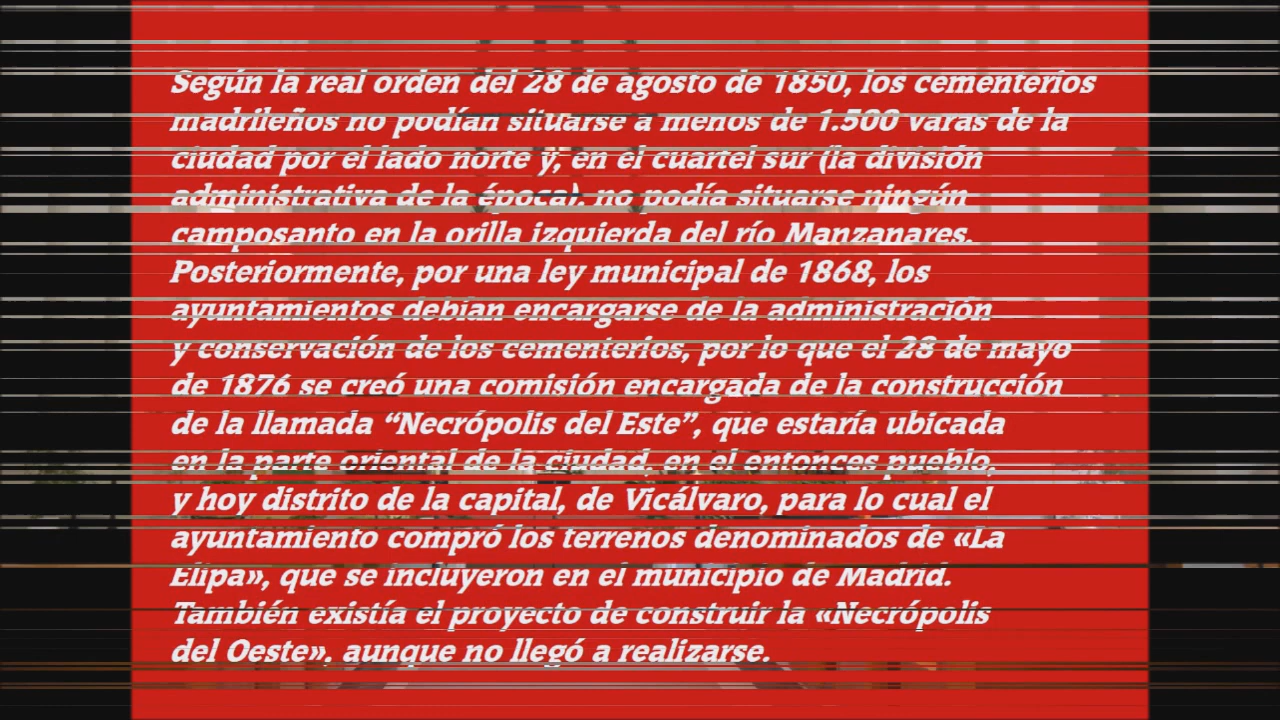 Según la real orden del 28 de agosto de 1850, los cementerios
madrileños no podían situarse a menos de 1.500 varas de la
ciudad por el lado norte y, en el cuartel sur (la división
administrativa de la época), no podía situarse ningún
camposanto en la orilla izquierda del río Manzanares.
Posteriormente, por una ley municipal de 1868, los
ayuntamientos debían encargarse de la administración
y conservación de los cementerios, por lo que el 28 de mayo
de 1876 se creó una comisión encargada de la construcción
de la llamada “Necrópolis del Este”, que estaría ubicada
en la parte oriental de la ciudad, en el entonces pueblo,
y hoy distrito de la capital, de Vicálvaro, para lo cual el
ayuntamiento compró los terrenos denominados de «La
Elipa», que se incluyeron en el municipio de Madrid.
También existía el proyecto de construir la «Necrópolis
del Oeste», aunque no llegó a realizarse.